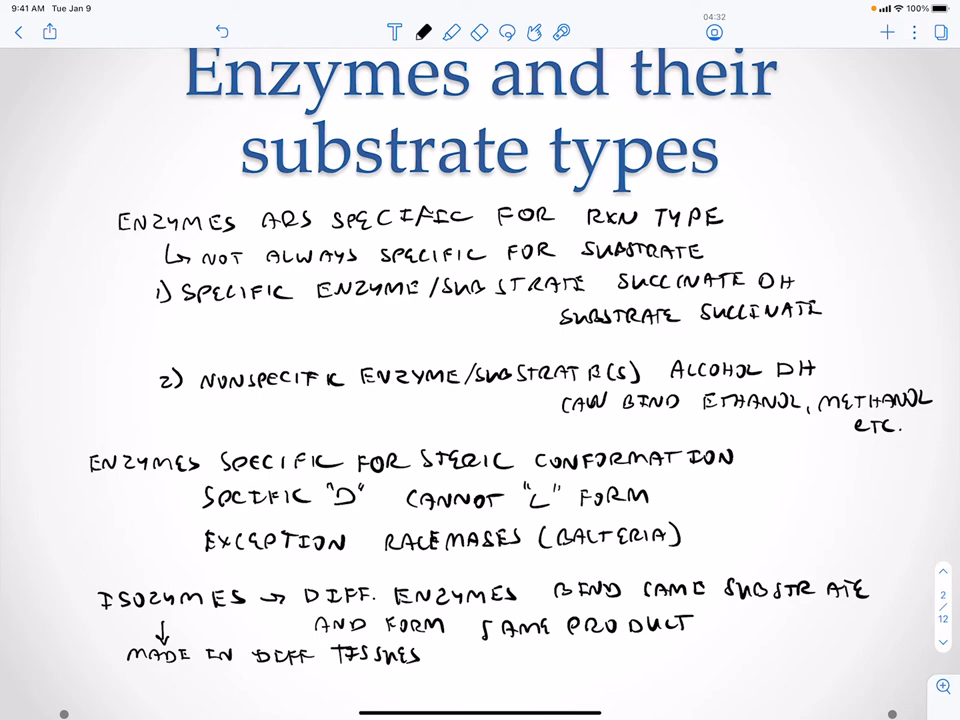 9:41 AM Tue Jan 9
04:32
100%
T
Enzymes and their
substrate types
ENZYMES ARS SPECIFIC FOR RXN TYPE
↳ NOT ALWAYS SPECIFIC FOR SUBSTRATE
1) SPECIFIC ENZYME/SUBSTRATE SUCCINATE DH
SUBSTRATE SUCCINATE
2) NONSPECIFIC ENZYME/SUBSTRATE(S) ALCOHOL DH
CAN BIND ETHANOL, METHANOL
ETC.
ENZYMES SPECIFIC FOR STERIC CONFORMATION
SPCIFIC "D" CANNOT "L" FORM
EXCEPTION RACEMASES (BACTERIA)
ISOZYMES → DIFF. ENZYMES BIND SAME SUBSTRATE
AND FORM SAME PRODUCT
↓
MADE IN DIFF TISSUES
2
/
12